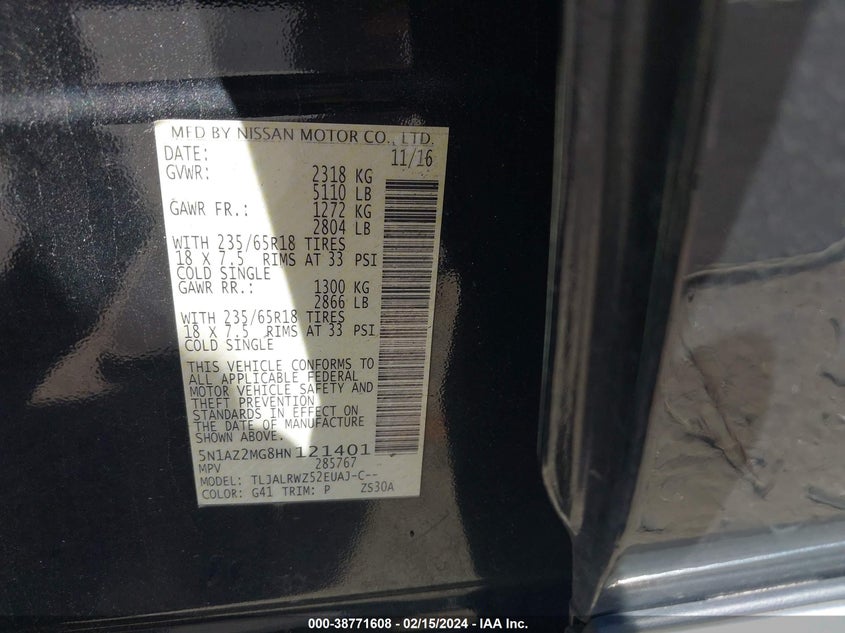 MFD BY NISSAN MOTOR CO., LTD.
DATE: 11/16
GVWR: 2318 KG
5110 LB
GAWR FR.: 1272 KG
2804 LB
WITH 235/65R18 TIRES
18 X 7.5 RIMS AT 33 PSI
COLD SINGLE
GAWR RR.: 1300 KG
2866 LB
WITH 235/65R18 TIRES
18 X 7.5 RIMS AT 33 PSI
COLD SINGLE
THIS VEHICLE CONFORMS TO
ALL APPLICABLE FEDERAL
MOTOR VEHICLE SAFETY AND
THEFT PREVENTION
STANDARDS IN EFFECT ON
THE DATE OF MANUFACTURE
SHOWN ABOVE.
5N1AZ2MG8HN121401
MPV 285767
MODEL: TLJALRWZ52EUAJ-C--
COLOR: G41 TRIM: P ZS30A
000-38771608 - 02/15/2024 - IAA Inc.